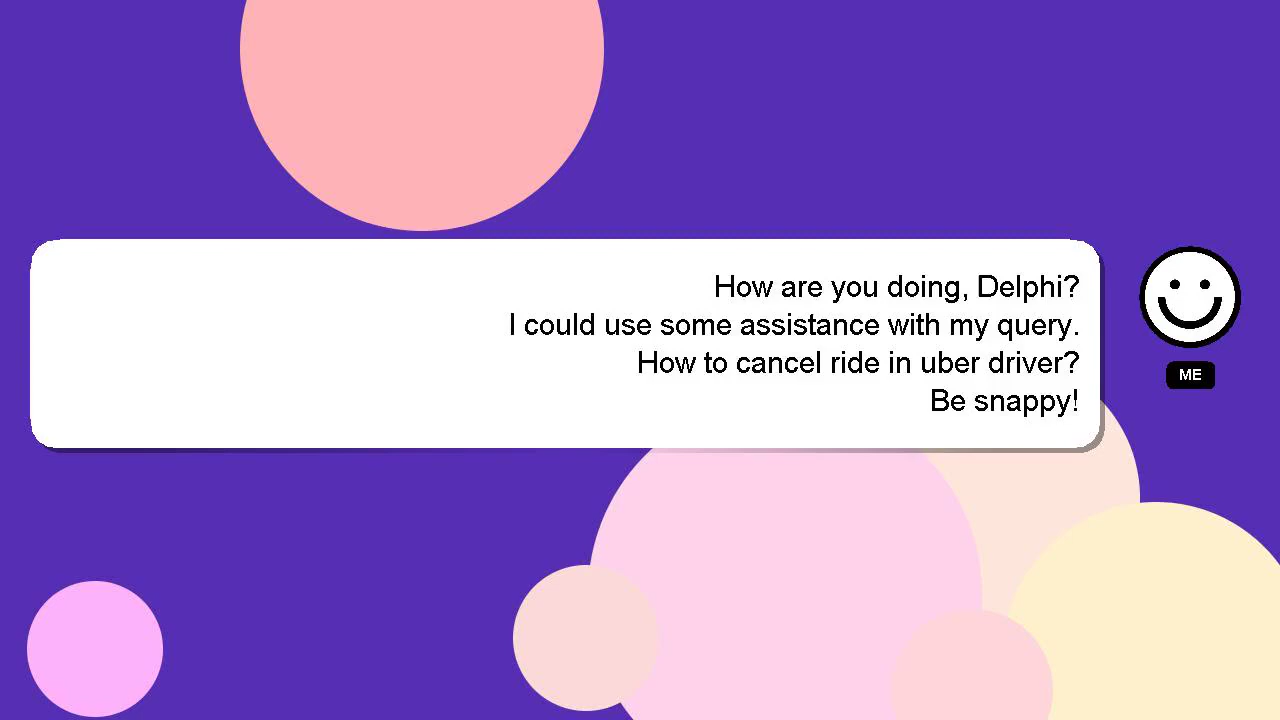 How are you doing, Delphi?
I could use some assistance with my query.
How to cancel ride in uber driver?
Be snappy!
ME